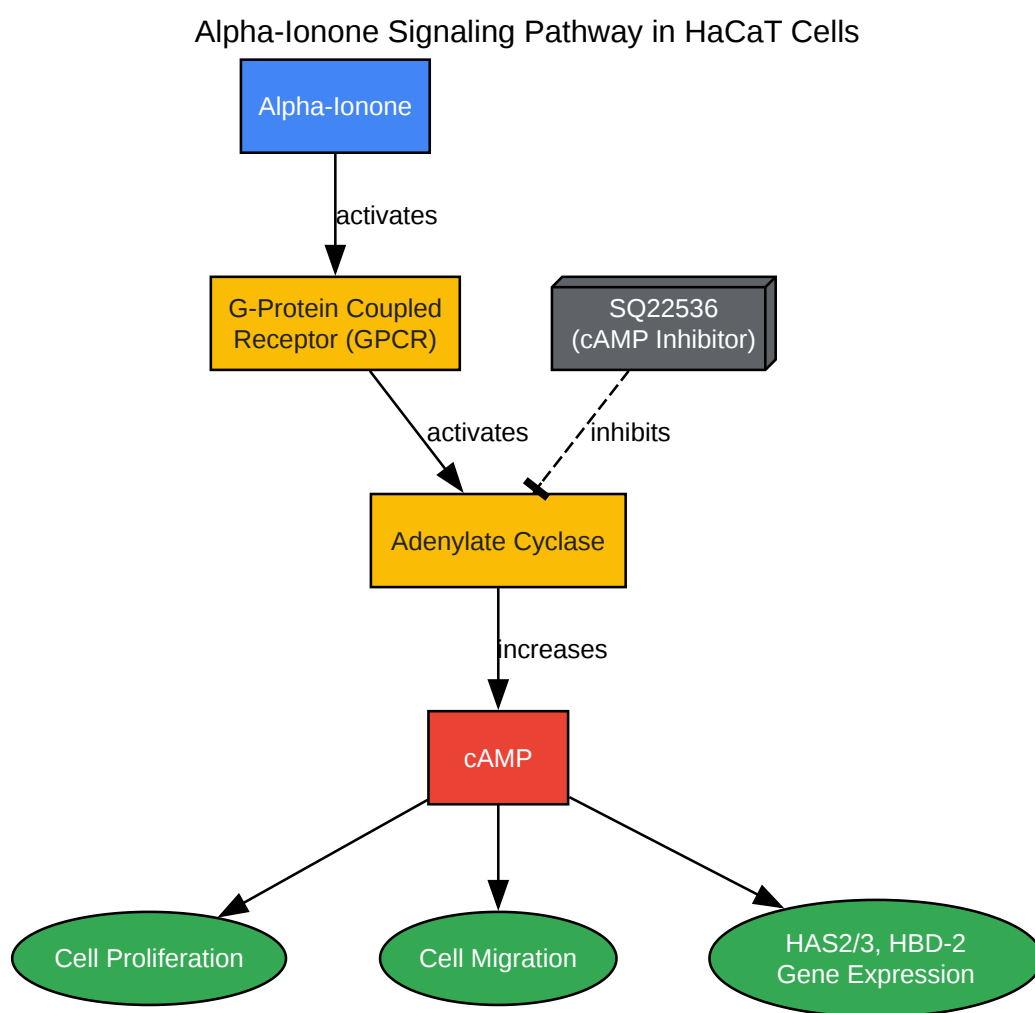 Alpha-Ionone Signaling Pathway in HaCaT Cells
Alpha-Ionone
activates
G-Protein Coupled
Receptor (GPCR)
SQ22536
(cAMP Inhibitor)
activates
inhibits
Adenylate Cyclase
increases
cAMP
Cell Proliferation
Cell Migration
HAS2/3, HBD-2
Gene Expression